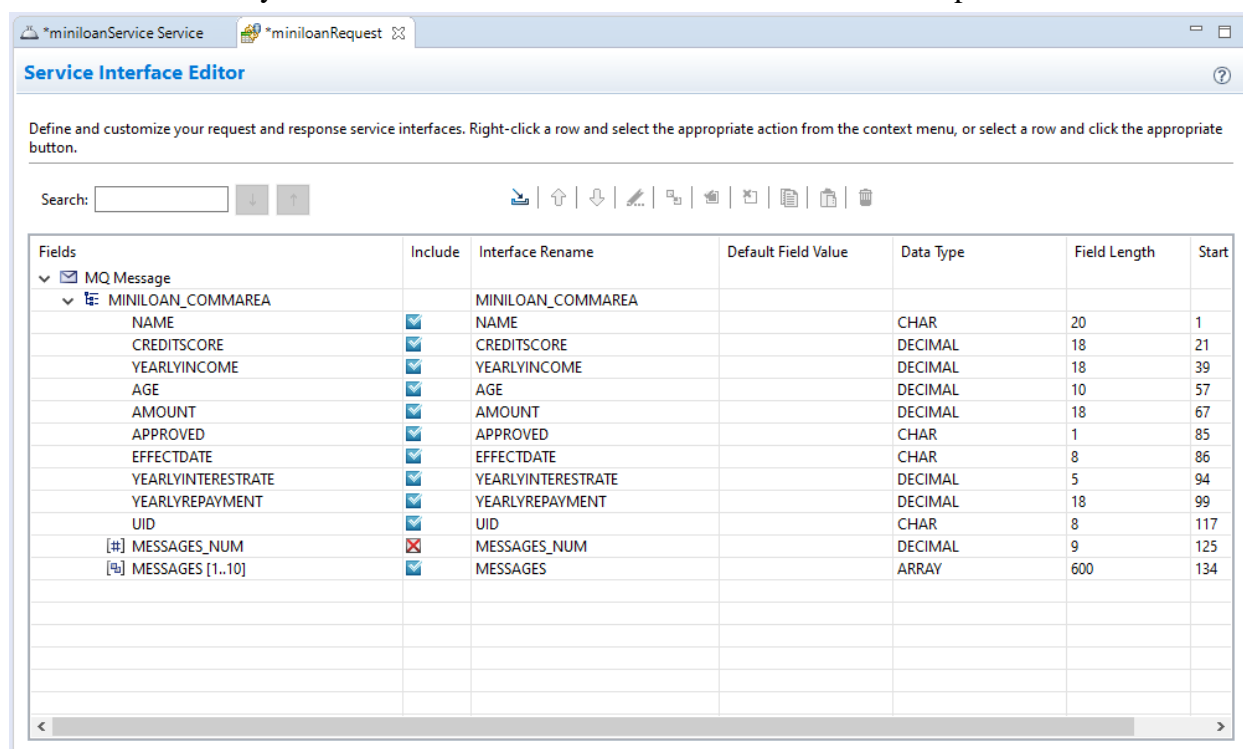 *miniloanService Service *miniloanRequest
Service Interface Editor
Define and customize your request and response service interfaces. Right-click a row and select the appropriate action from the context menu, or select a row and click the appropriate
button.
Search:
Fields Include Interface Rename Default Field Value Data Type Field Length Start
MQ Message
MINILOAN_COMMAREA MINILOAN_COMMAREA
NAME NAME CHAR 20 1
CREDITSCORE CREDITSCORE DECIMAL 18 21
YEARLYINCOME YEARLYINCOME DECIMAL 18 39
AGE AGE DECIMAL 10 57
AMOUNT AMOUNT DECIMAL 18 67
APPROVED APPROVED CHAR 1 85
EFFECTDATE EFFECTDATE CHAR 8 86
YEARLYINTERESTRATE YEARLYINTERESTRATE DECIMAL 5 94
YEARLYREPAYMENT YEARLYREPAYMENT DECIMAL 18 99
UID UID CHAR 8 117
[#] MESSAGES_NUM MESSAGES_NUM DECIMAL 9 125
MESSAGES [1..10] MESSAGES ARRAY 600 134